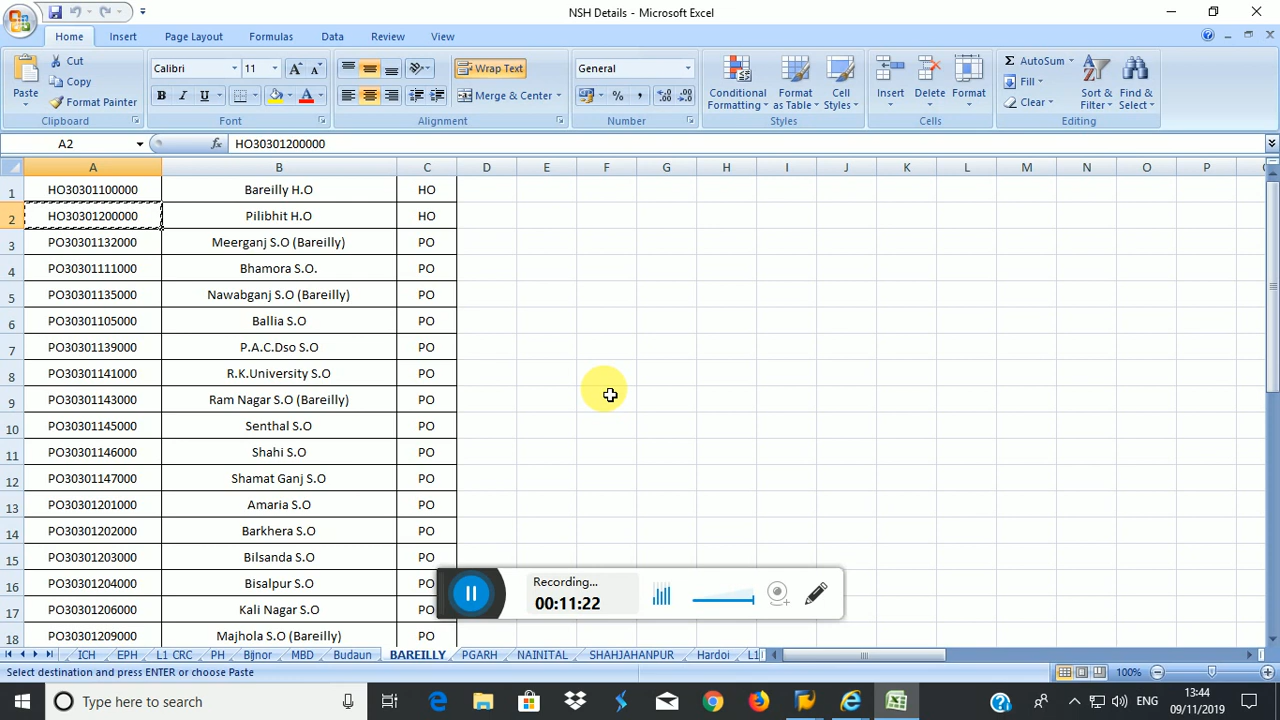 NSH Details - Microsoft Excel
Home Insert Page Layout Formulas Data Review View
Paste Cut Copy Format Painter Clipboard
Calibri 11 A A B I U A Font
Wrap Text Merge & Center Alignment
General % , Number
Conditional Formatting Format as Table Cell Styles Styles
Insert Delete Format Cells
Σ AutoSum Fill Clear Sort & Filter Find & Select Editing
A2 fx HO30301200000
A B C D E F G H I J K L M N O P
1 HO30301100000 Bareilly H.O HO
2 HO30301200000 Pilibhit H.O HO
3 PO30301132000 Meerganj S.O (Bareilly) PO
4 PO30301111000 Bhamora S.O. PO
5 PO30301135000 Nawabganj S.O (Bareilly) PO
6 PO30301105000 Ballia S.O PO
7 PO30301139000 P.A.C.Dso S.O PO
8 PO30301141000 R.K.University S.O PO
9 PO30301143000 Ram Nagar S.O (Bareilly) PO
10 PO30301145000 Senthal S.O PO
11 PO30301146000 Shahi S.O PO
12 PO30301147000 Shamat Ganj S.O PO
13 PO30301201000 Amaria S.O PO
14 PO30301202000 Barkhera S.O PO
15 PO30301203000 Bilsanda S.O PO
16 PO30301204000 Bisalpur S.O PO
17 PO30301206000 Kali Nagar S.O PO
18 PO30301209000 Majhola S.O (Bareilly) PO
Recording...
00:11:22
ICH EPH L1 CRC PH Bijnor MBD Budaun BAREILLY PGARH NAINITAL SHAHJAHANPUR Hardoi L1
Select destination and press ENTER or choose Paste 100%
Type here to search ENG 13:44
09/11/2019